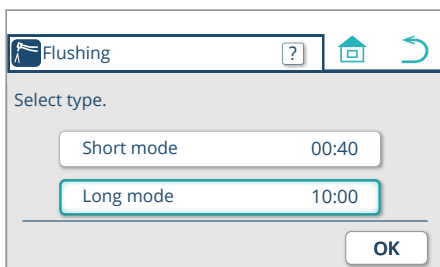 Flushing ?
Select type.
Short mode 00:40
Long mode 10:00
OK